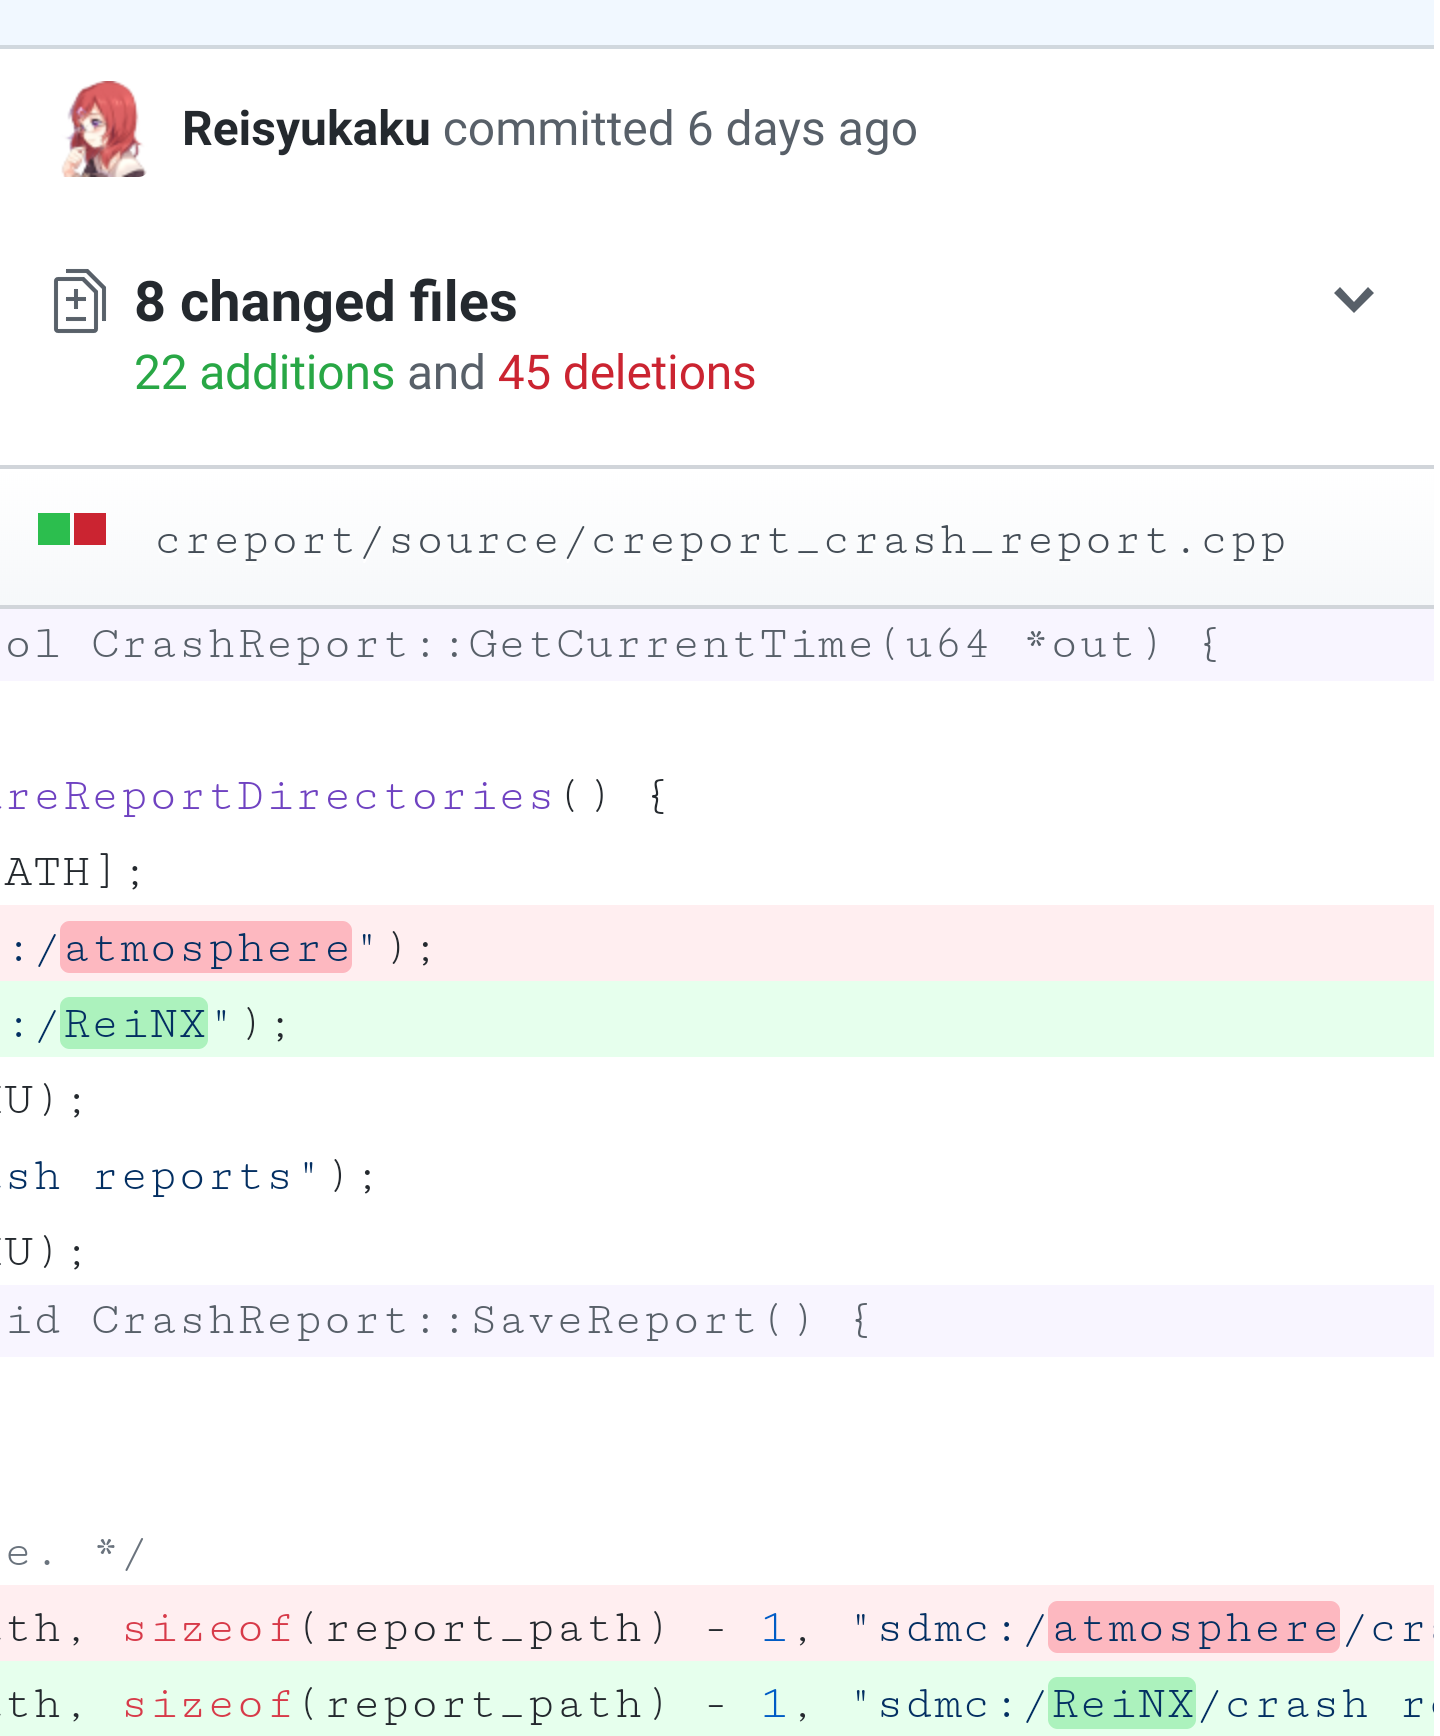 Reisyukaku committed 6 days ago
8 changed files
22 additions and 45 deletions
creport/source/creport_crash_report.cpp
ol CrashReport::GetCurrentTime(u64 *out) {
reReportDirectories() {
ATH];
:/atmosphere");
:/ReiNX");
U);
sh reports");
U);
id CrashReport::SaveReport() {
e. */
th, sizeof(report_path) - 1, "sdmc:/atmosphere/cr
th, sizeof(report_path) - 1, "sdmc:/ReiNX/crash re